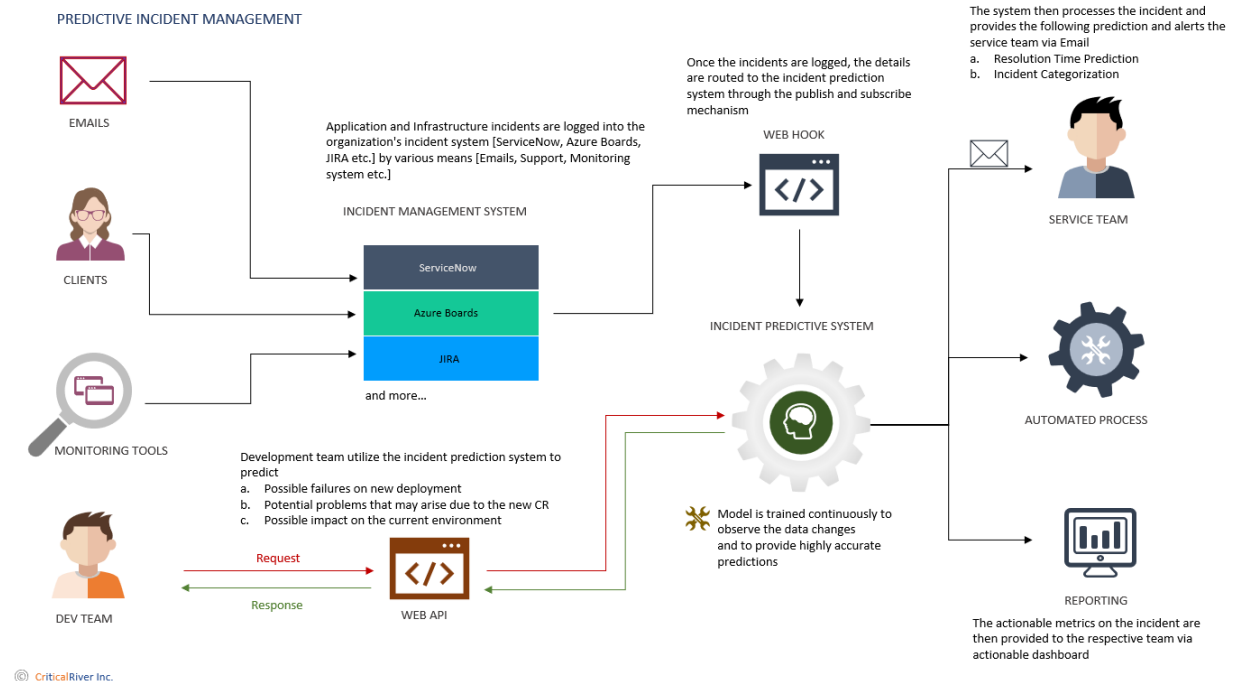 PREDICTIVE INCIDENT MANAGEMENT
EMAILS
CLIENTS
MONITORING TOOLS
Application and Infrastructure incidents are logged into the
organization's incident system [ServiceNow, Azure Boards,
JIRA etc.] by various means [Emails, Support, Monitoring
system etc.]
INCIDENT MANAGEMENT SYSTEM
ServiceNow
Azure Boards
JIRA
and more...
Once the incidents are logged, the details
are routed to the incident prediction
system through the publish and subscribe
mechanism
WEB HOOK
</>
INCIDENT PREDICTIVE SYSTEM
Model is trained continuously to
observe the data changes
and to provide highly accurate
predictions
Development team utilize the incident prediction system to
predict
a. Possible failures on new deployment
b. Potential problems that may arise due to the new CR
c. Possible impact on the current environment
DEV TEAM
Request
Response
</>
WEB API
The system then processes the incident and
provides the following prediction and alerts the
service team via Email
a. Resolution Time Prediction
b. Incident Categorization
SERVICE TEAM
AUTOMATED PROCESS
REPORTING
The actionable metrics on the incident are
then provided to the respective team via
actionable dashboard
© CriticalRiver Inc.